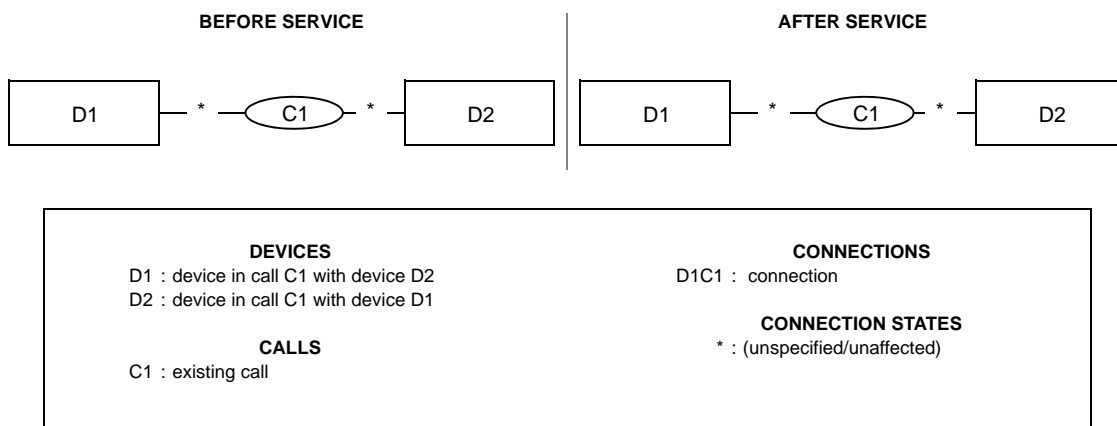 BEFORE SERVICE
AFTER SERVICE
D1 * C1 * D2
D1 * C1 * D2
DEVICES
D1 : device in call C1 with device D2
D2 : device in call C1 with device D1
CALLS
C1 : existing call
CONNECTIONS
D1C1 : connection
CONNECTION STATES
* : (unspecified/unaffected)